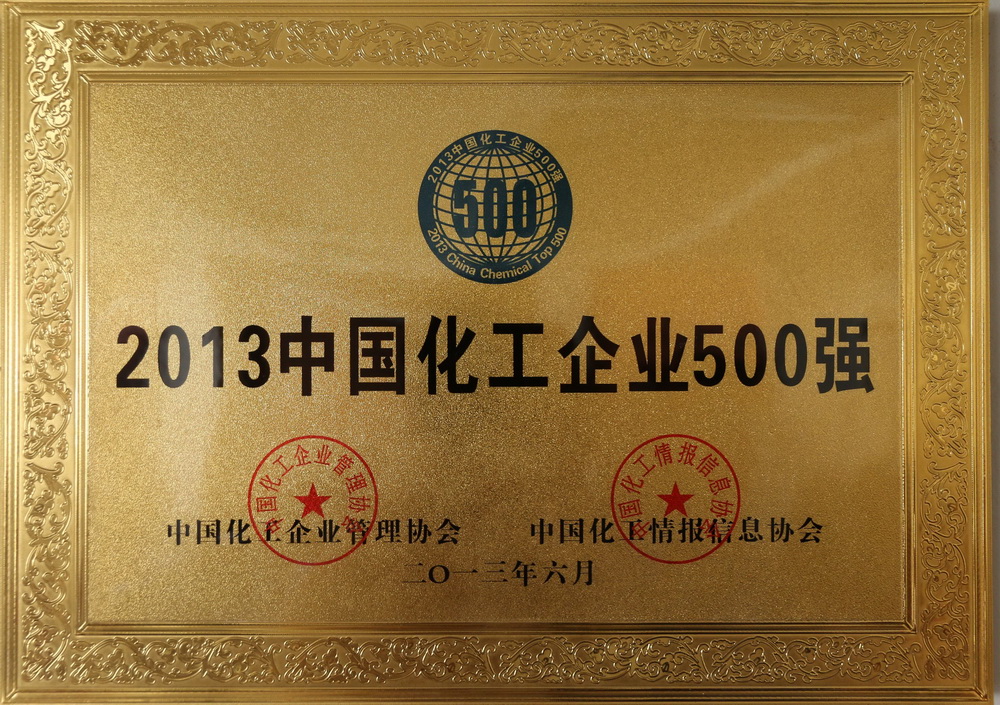 2013中国化工企业500强
500
2013 China Chemical Top 500
2013中国化工企业500强
中国化工企业管理协会
中国化工情报信息协会
中国化工企业管理协会 中国化工情报信息协会
二〇一三年六月